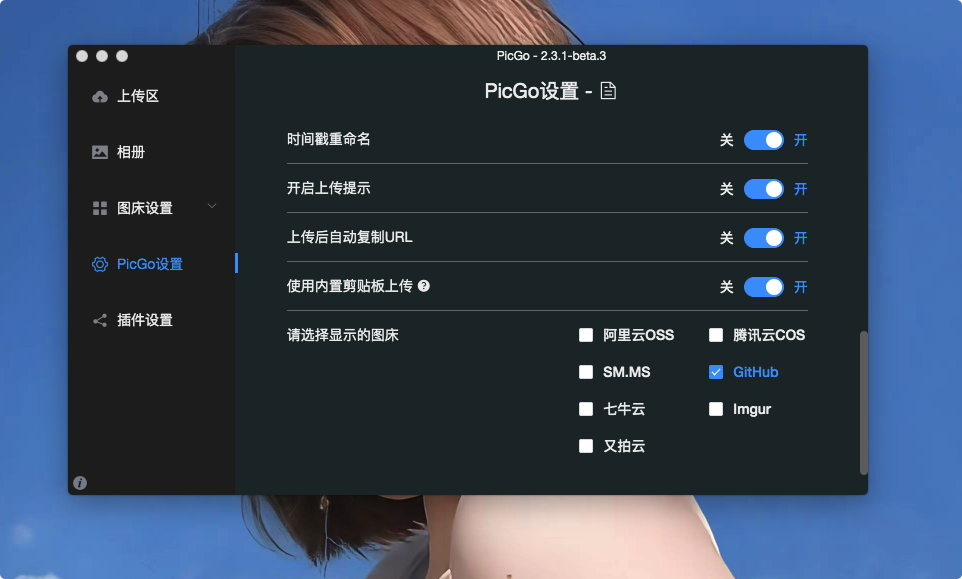 PicGo - 2.3.1-beta.3
上传区
相册
图床设置
PicGo设置
插件设置
PicGo设置 -
时间戳重命名 关 开
开启上传提示 关 开
上传后自动复制URL 关 开
使用内置剪贴板上传 ? 关 开
请选择显示的图床 阿里云OSS 腾讯云COS
SM.MS GitHub
七牛云 Imgur
又拍云
i